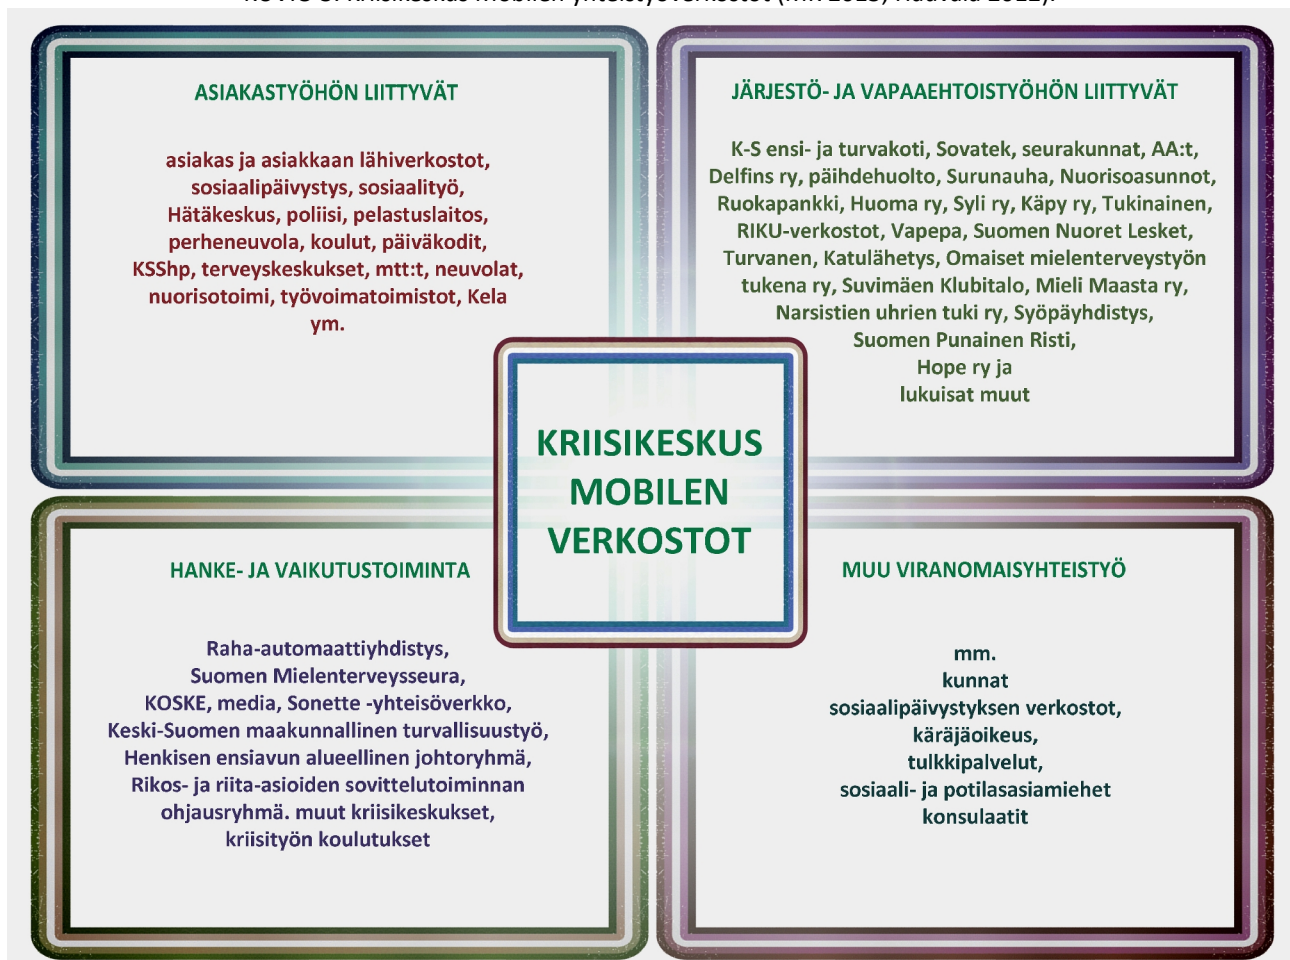 ASIAKASTYÖHÖN LIITTYVÄT
asiakas ja asiakkaan lähiverkostot,
sosiaalipäivystys, sosiaalityö,
Hätäkeskus, poliisi, pelastuslaitos,
perheneuvola, koulut, päiväkodit,
KSShp, terveyskeskukset, mtt:t, neuvolat,
nuorisotoimi, työvoimatoimistot, Kela
ym.
JÄRJESTÖ- JA VAPAAEHTOISTYÖHÖN LIITTYVÄT
K-S ensi- ja turvakoti, Sovatek, seurakunnat, AA:t,
Delfins ry, päihdehuolto, Surunauha, Nuorisoasunnot,
Ruokapankki, Huoma ry, Syli ry, Käpy ry, Tukinainen,
RIKU-verkostot, Vapepa, Suomen Nuoret Lesket,
Turvanen, Katulähetys, Omaiset mielenterveystyön
tukena ry, Suvimäen Klubitalo, Mieli Maasta ry,
Narsistien uhrien tuki ry, Syöpäyhdistys,
Suomen Punainen Risti,
Hope ry ja
lukuisat muut
KRIISIKESKUS
MOBILEN
VERKOSTOT
HANKE- JA VAIKUTUSTOIMINTA
Raha-automaattiyhdistys,
Suomen Mielenterveysseura,
KOSKE, media, Sonette -yhteisöverkko,
Keski-Suomen maakunnallinen turvallisuustyö,
Henkisen ensiavun alueellinen johtoryhmä,
Rikos- ja riita-asioiden sovittelutoiminnan
ohjausryhmä. muut kriisikeskukset,
kriisityön koulutukset
MUU VIRANOMAISYHTEISTYÖ
mm.
kunnat
sosiaalipäivystyksen verkostot,
käräjäoikeus,
tulkkipalvelut,
sosiaali- ja potilasasiamiehet
konsulaatit